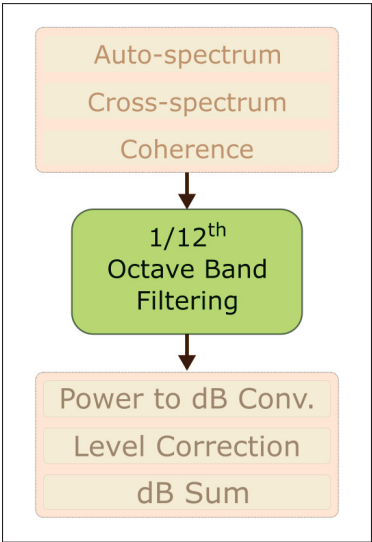 Auto-spectrum
Cross-spectrum
Coherence
1/12th
Octave Band
Filtering
Power to dB Conv.
Level Correction
dB Sum